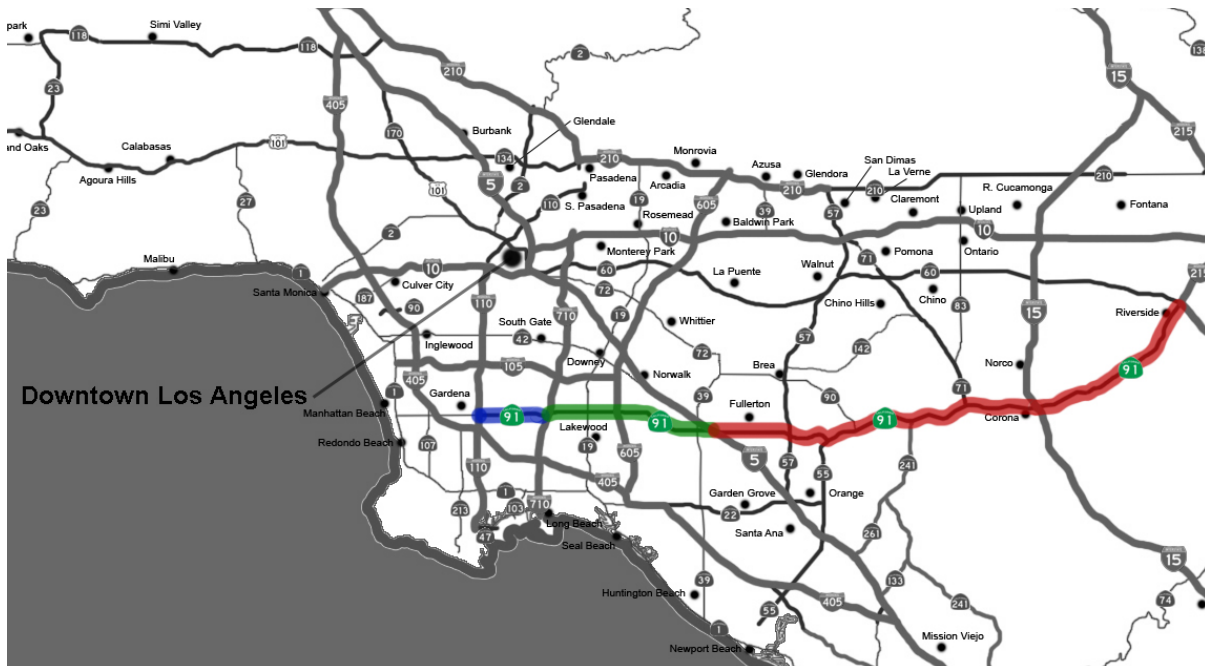 park
Simi Valley
118
118
2
138
15
23
405
210
215
170
Burbank
Glendale
and Oaks
101
134
210
Monrovia
Azusa
Glendora
San Dimas
La Verne
Calabasas
Agoura Hills
101
5
2
110
Pasadena
S. Pasadena
Arcadia
19
605
39
210
57
210
Claremont
R. Cucamonga
210
Upland
Fontana
23
27
2
Rosemead
Baldwin Park
10
10
Monterey Park
Pomona
Ontario
Malibu
1
10
60
La Puente
Walnut
71
60
215
Santa Monica
Culver City
72
187
90
110
710
19
Chino Hills
Chino
83
15
Riverside
South Gate
Whittier
57
Inglewood
42
Downey
72
142
Norco
405
105
Norwalk
Brea
71
91
Downtown Los Angeles
1
Gardena
39
90
Manhattan Beach
91
Lakewood
91
Fullerton
91
Corona
Redondo Beach
107
19
605
5
57
55
241
110
405
1
710
Garden Grove
Orange
213
103
Long Beach
22
Santa Ana
47
Seal Beach
261
15
39
133
Huntington Beach
405
241
74
55
1
Mission Viejo
Newport Beach